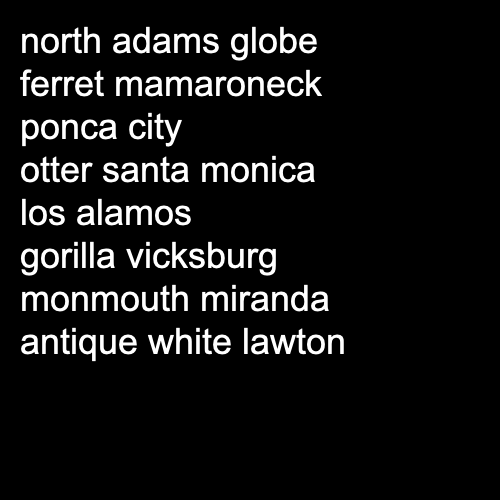 north adams globe
ferret mamaroneck
ponca city
otter santa monica
los alamos
gorilla vicksburg
monmouth miranda
antique white lawton